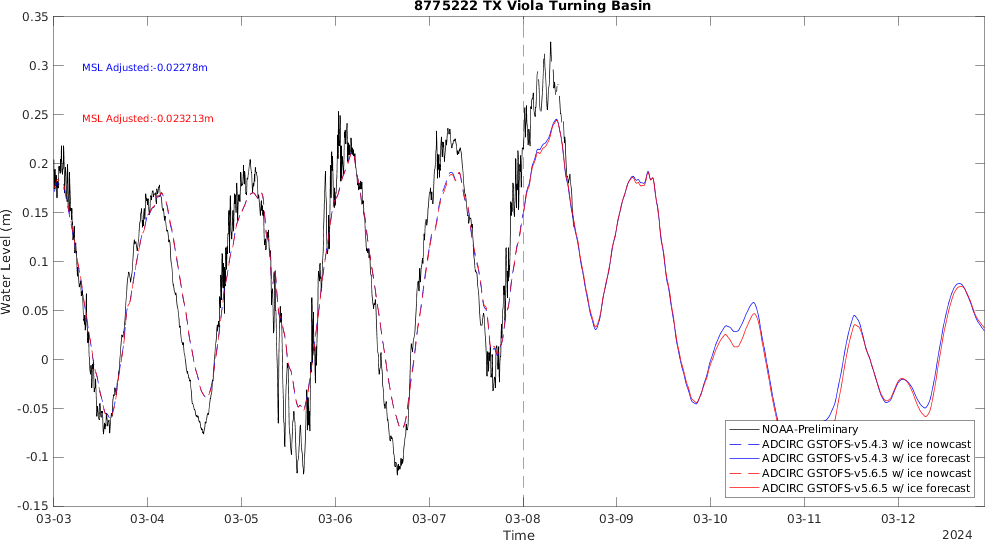 8775222 TX Viola Turning Basin
0.35
0.3
0.25
0.2
0.15
0.1
0.05
0
-0.05
-0.1
-0.15
Water Level (m)
MSL Adjusted:-0.02278m
MSL Adjusted:-0.023213m
NOAA-Preliminary
ADCIRC GSTOFS-v5.4.3 w/ ice nowcast
ADCIRC GSTOFS-v5.4.3 w/ ice forecast
ADCIRC GSTOFS-v5.6.5 w/ ice nowcast
ADCIRC GSTOFS-v5.6.5 w/ ice forecast
03-03 03-04 03-05 03-06 03-07 03-08 03-09 03-10 03-11 03-12
Time
2024